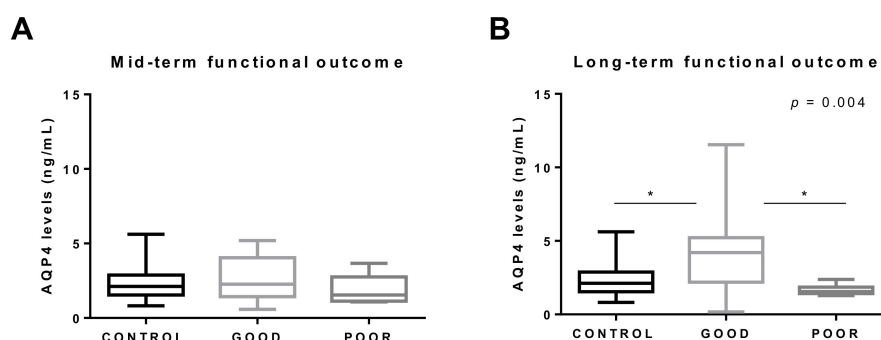 A
Mid-term functional outcome
AQP4 levels (ng/mL)
15
10
5
0
CONTROL GOOD POOR
B
Long-term functional outcome
p = 0.004
AQP4 levels (ng/mL)
15
10
5
0
* *
CONTROL GOOD POOR